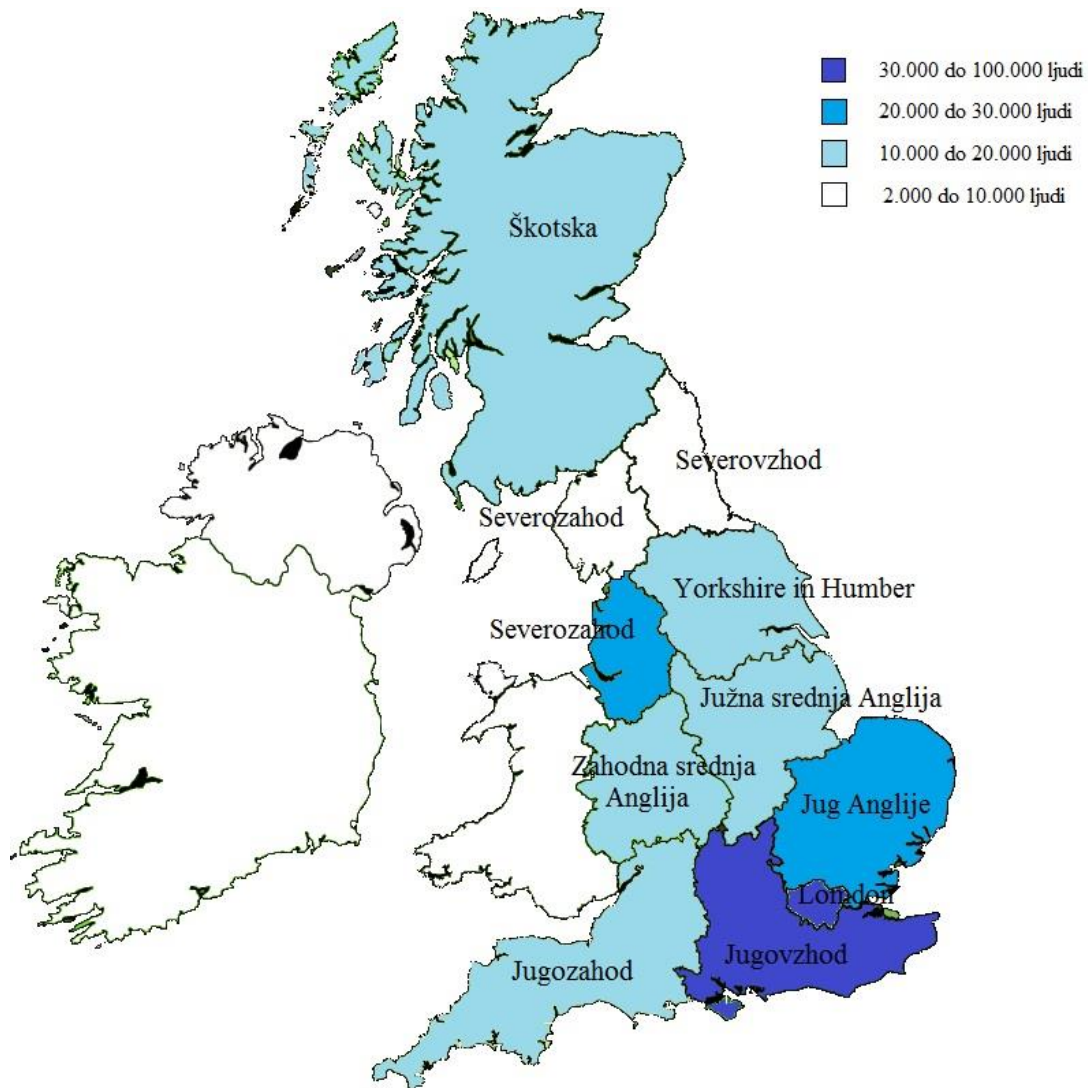 30.000 do 100.000 ljudi
20.000 do 30.000 ljudi
10.000 do 20.000 ljudi
2.000 do 10.000 ljudi
Škotska
Severovzhod
Severozahod
Yorkshire in Humber
Severozahod
Južna srednja Anglija
Zahodna srednja
Anglija
Jug Anglije
Lomdon
Jugovzhod
Jugozahod